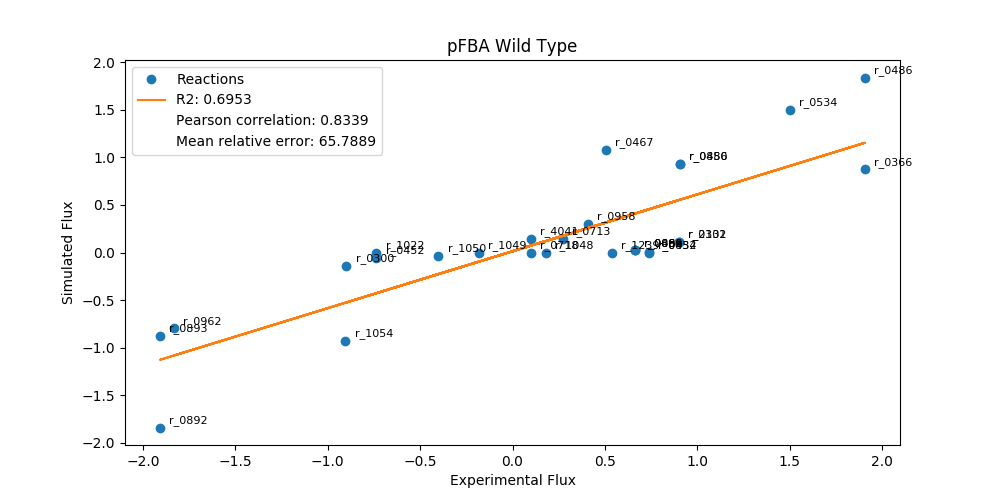 pFBA Wild Type
Reactions
R2: 0.6953
Pearson correlation: 0.8339
Mean relative error: 65.7889
r_0486
r_0534
r_0467
r_0366
r_0958
r_4041
r_0713
r_1022
r_0452
r_1050
r_1049
r_0300
r_0962
r_0893
r_1054
r_0892
2.0
1.5
1.0
0.5
0.0
−0.5
−1.0
−1.5
−2.0
Simulated Flux
−2.0
−1.5
−1.0
−0.5
0.0
0.5
1.0
1.5
2.0
Experimental Flux